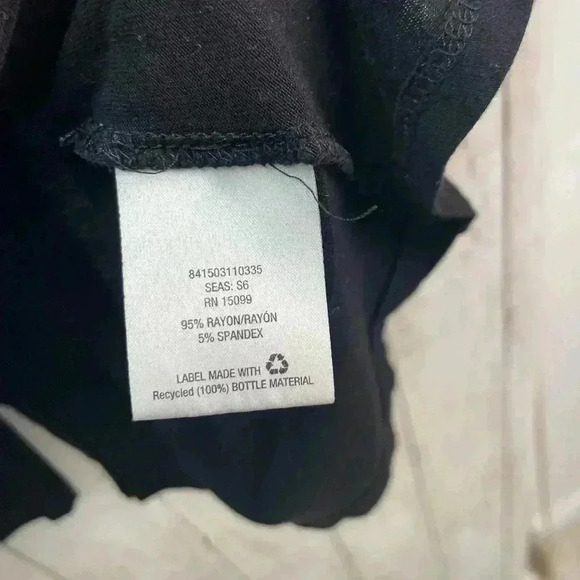 841503110335
SEAS: S6
RN 15099
95% RAYON/RAYÓN
5% SPANDEX
LABEL MADE WITH
Recycled (100%) BOTTLE MATERIAL